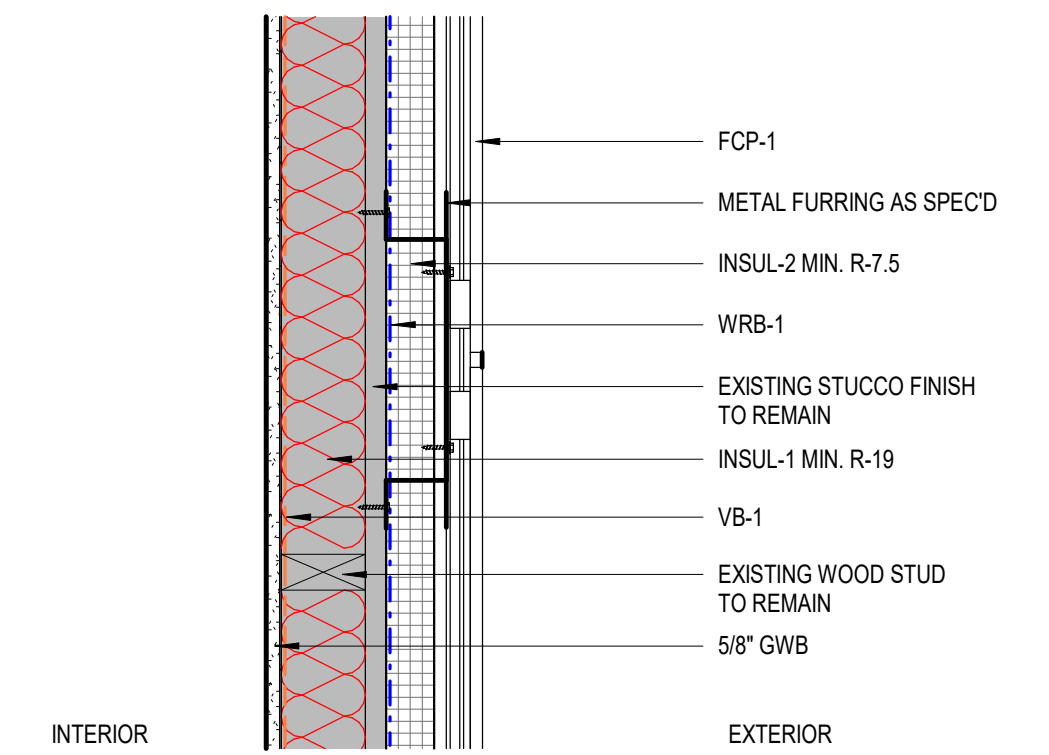 FCP-1
METAL FURRING AS SPEC'D
INSUL-2 MIN. R-7.5
WRB-1
EXISTING STUCCO FINISH
TO REMAIN
INSUL-1 MIN. R-19
VB-1
EXISTING WOOD STUD
TO REMAIN
5/8" GWB
INTERIOR
EXTERIOR